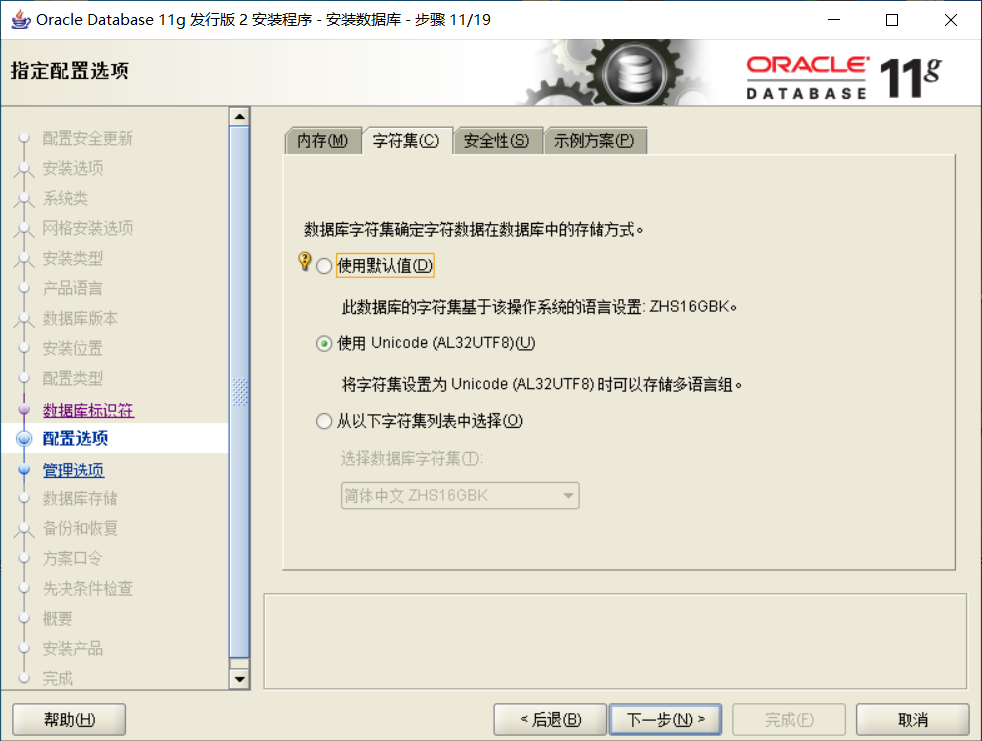 Oracle Database 11g 发行版 2 安装程序 - 安装数据库 - 步骤 11/19
指定配置选项
ORACLE
DATABASE
11g
配置安全更新
安装选项
系统类
网格安装选项
安装类型
产品语言
数据库版本
安装位置
配置类型
数据库标识符
配置选项
管理选项
数据库存储
备份和恢复
方案口令
先决条件检查
概要
安装产品
完成
内存(M) 字符集(C) 安全性(S) 示例方案(P)
数据库字符集确定字符数据在数据库中的存储方式。
使用默认值(D)
此数据库的字符集基于该操作系统的语言设置: ZHS16GBK。
使用 Unicode (AL32UTF8)(U)
将字符集设置为 Unicode (AL32UTF8) 时可以存储多语言组。
从以下字符集列表中选择(O)
选择数据库字符集(T):
简体中文 ZHS16GBK
帮助(H) < 后退(B) 下一步(N) > 完成(F) 取消